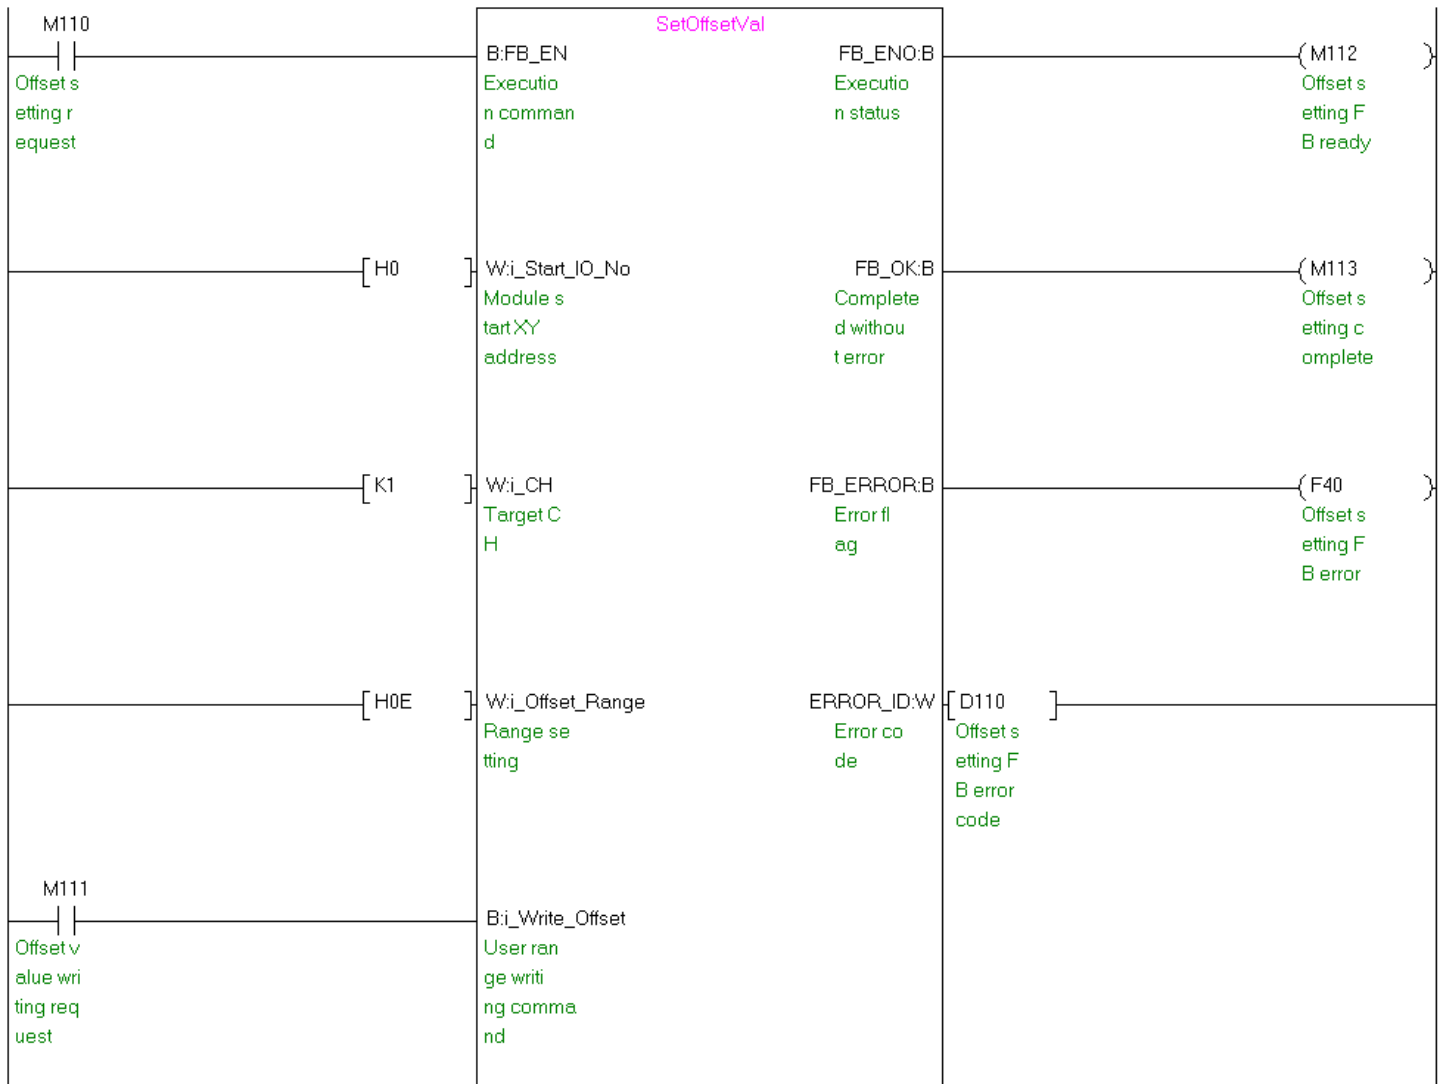 M110
SetOffsetVal
B:FB_EN
FB_ENO:B
M112
Offset s
etting r
equest
Executio
n comman
d
Executio
n status
Offset s
etting F
B ready
H0
W:i_Start_IO_No
FB_OK:B
M113
Module s
tart XY
address
Complete
d withou
t error
Offset s
etting c
omplete
K1
W:i_CH
FB_ERROR:B
F40
Target C
H
Error fl
ag
Offset s
etting F
B error
H0E
W:i_Offset_Range
ERROR_ID:W
D110
Range se
tting
Error co
de
Offset s
etting F
B error
code
M111
B:i_Write_Offset
Offset v
alue wri
ting req
uest
User ran
ge writi
ng comma
nd